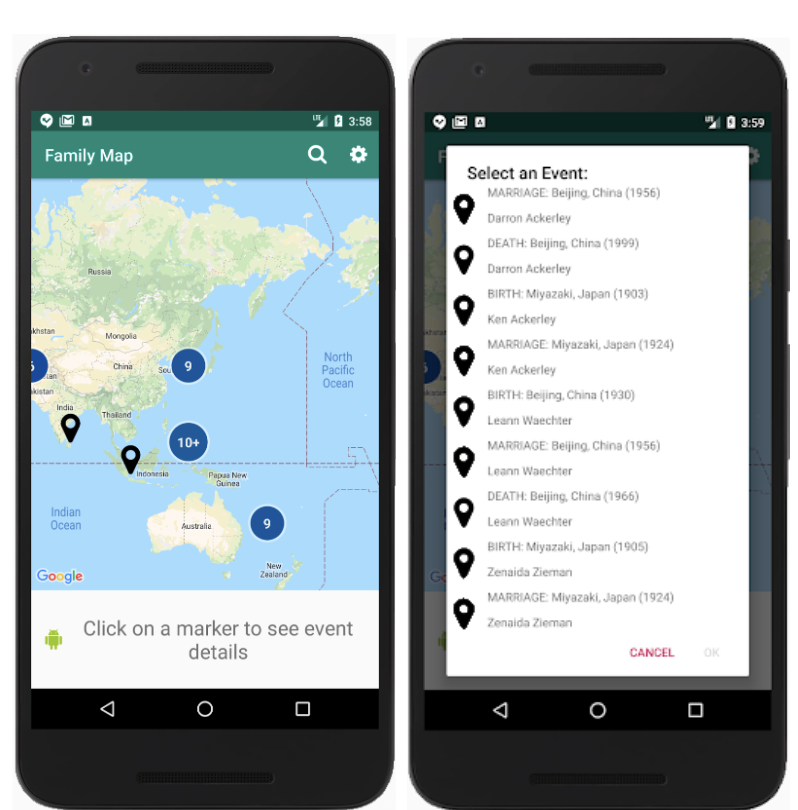 3:58
Family Map
Russia
khstan
Mongolia
China
Sou
9
an
kistan
India
Thailand
10+
Indonesia
Papua New
Guinea
North
Pacific
Ocean
Indian
Ocean
Australia
9
New
Zealand
Google
Click on a marker to see event
details
3:59
Select an Event:
MARRIAGE: Beijing, China (1956)
Darron Ackerley
DEATH: Beijing, China (1999)
Darron Ackerley
BIRTH: Miyazaki, Japan (1903)
Ken Ackerley
MARRIAGE: Miyazaki, Japan (1924)
Ken Ackerley
BIRTH: Beijing, China (1930)
Leann Waechter
MARRIAGE: Beijing, China (1956)
Leann Waechter
DEATH: Beijing, China (1966)
Leann Waechter
BIRTH: Miyazaki, Japan (1905)
Zenaida Zieman
MARRIAGE: Miyazaki, Japan (1924)
Zenaida Zieman
CANCEL OK